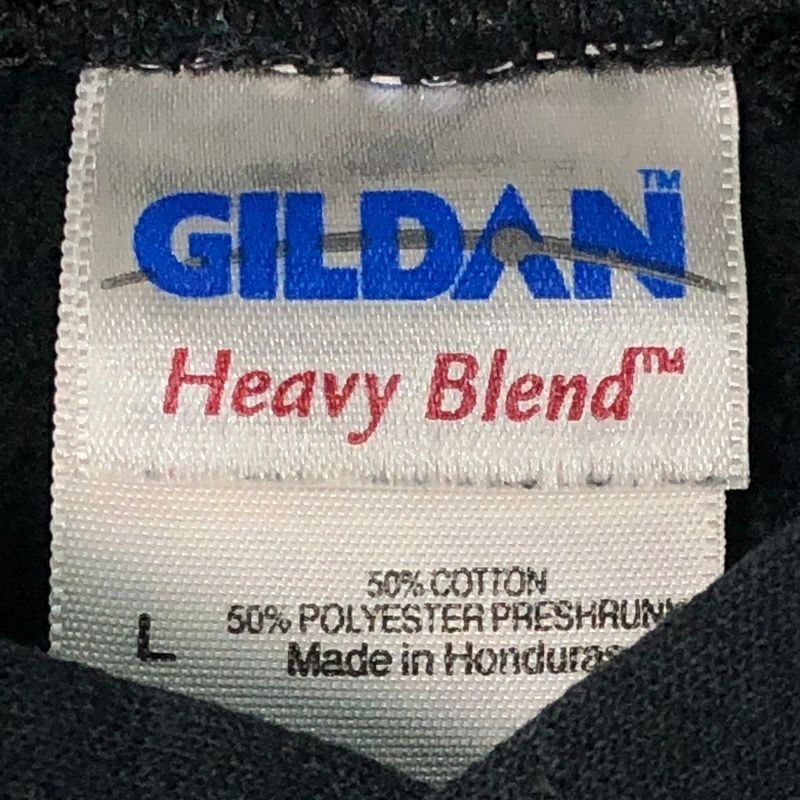 GILDAN™
Heavy Blend™
50% COTTON
50% POLYESTER PRESHRUNK
L
Made in Honduras